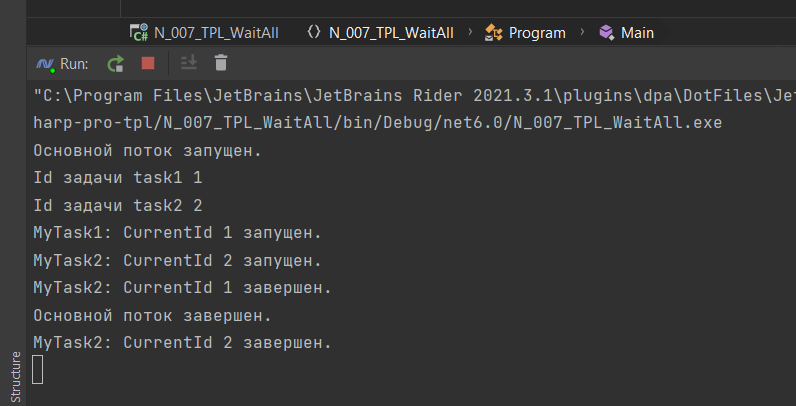 C# N_007_TPL_WaitAll <> N_007_TPL_WaitAll > Program > Main
Run:
"C:\Program Files\JetBrains\JetBrains Rider 2021.3.1\plugins\dpa\DotFiles\Jet
harp-pro-tpl/N_007_TPL_WaitAll/bin/Debug/net6.0/N_007_TPL_WaitAll.exe
Основной поток запущен.
Id задачи task1 1
Id задачи task2 2
MyTask1: CurrentId 1 запущен.
MyTask2: CurrentId 2 запущен.
MyTask2: CurrentId 1 завершен.
Основной поток завершен.
MyTask2: CurrentId 2 завершен.
Structure